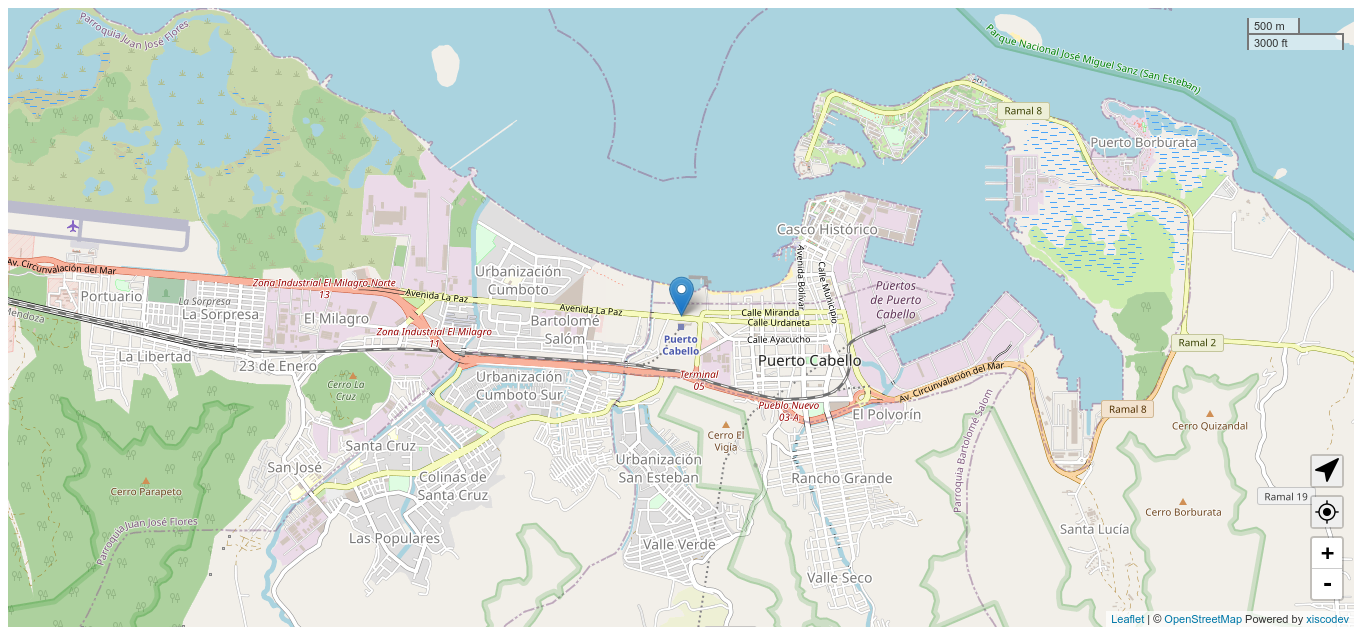 Parroquia Juan José Flores
500 m
3000 ft
Parque Nacional José Miguel Sanz (San Esteban)
Ramal 8
Puerto Borburata
Casco Histórico
Av. Circunvalación del Mar
Urbanización
Cumboto
Avenida Bolívar
Calle Municipio
Puertos
de Puerto
Cabello
Zona Industrial El Milagro Norte
13
Portuario
La Sorpresa
La Sorpresa
Avenida La Paz
Avenida La Paz
Calle Miranda
Calle Urdaneta
Mendoza
El Milagro
Bartolomé
Salóm
Zona Industrial El Milagro
11
Puerto
Cabello
Calle Ayacucho
Ramal 2
La Libertad
23 de Enero
Puerto Cabello
Terminal
05
Av. Circunvalación del Mar
Cerro La
Cruz
Urbanización
Cumboto Sur
Pueblo Nuevo
03-A
El Polvorín
Ramal 8
Cerro Quizandal
Cerro El
Vigía
Santa Cruz
Parroquia Bartolomé Salom
San José
Colinas de
Santa Cruz
Urbanización
San Esteban
Rancho Grande
Cerro Parapeto
Ramal 19
Cerro Borburata
Parroquia Juan José Flores
Las Populares
Valle Verde
Santa Lucía
Valle Seco
+
-
Leaflet | © OpenStreetMap Powered by xiscodev